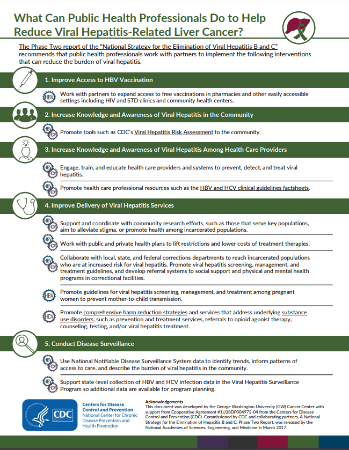 What Can Public Health Professionals Do to Help
Reduce Viral Hepatitis-Related Liver Cancer?
The Phase Two report of the "National Strategy for the Elimination of Viral Hepatitis B and C"
recommends that public health professionals work with partners to implement the following interventions
that can reduce the burden of viral hepatitis.
1. Improve Access to HBV Vaccination
Work with partners to expand access to free vaccinations in pharmacies and other easily accessible
settings including HIV and STD clinics and community health centers.
2. Increase Knowledge and Awareness of Viral Hepatitis in the Community
Promote tools such as CDC's Viral Hepatitis Risk Assessment to the community.
3. Increase Knowledge and Awareness of Viral Hepatitis Among Health Care Providers
Engage, train, and educate health care providers and systems to prevent, detect, and treat viral
hepatitis.
Promote health care professional resources such as the HBV and HCV clinical guidelines factsheets.
4. Improve Delivery of Viral Hepatitis Services
Support and coordinate with community research efforts, such as those that serve key populations,
aim to alleviate stigma, or promote health among incarcerated populations.
Work with public and private health plans to lift restrictions and lower costs of treatment therapies.
Collaborate with local, state, and federal corrections departments to reach incarcerated populations
who are at increased risk for viral hepatitis. Promote viral hepatitis screening, management, and
treatment guidelines, and develop referral systems to social support and physical and mental health
programs in correctional facilities.
HBV
Promote guidelines for viral hepatitis screening, management, and treatment among pregnant
women to prevent mother-to-child transmission.
HCV
Promote comprehensive harm reduction strategies and services that address underlying substance
use disorders, such as prevention and treatment services, referrals to opioid agonist therapy,
counseling, testing, and/or viral hepatitis treatment.
5. Conduct Disease Surveillance
Use National Notifiable Disease Surveillance System data to identify trends, inform patterns of
access to care, and describe the burden of viral hepatitis in the community.
Support state-level collection of HBV and HCV infection data in the Viral Hepatitis Surveillance
Program so additional data are available for program planning.
CDC
Centers for Disease
Control and Prevention
National Center for Chronic
Disease Prevention and
Health Promotion
Acknowledgements
This document was developed by the George Washington University (GW) Cancer Center with
support from Cooperative Agreement from the Centers for Disease
Control and Prevention (CDC). Commissioned by CDC and collaborating partners, A National
Strategy for the Elimination of Hepatitis B and C: Phase Two Report, was released by the
National Academies of Sciences, Engineering, and Medicine in March 2017.